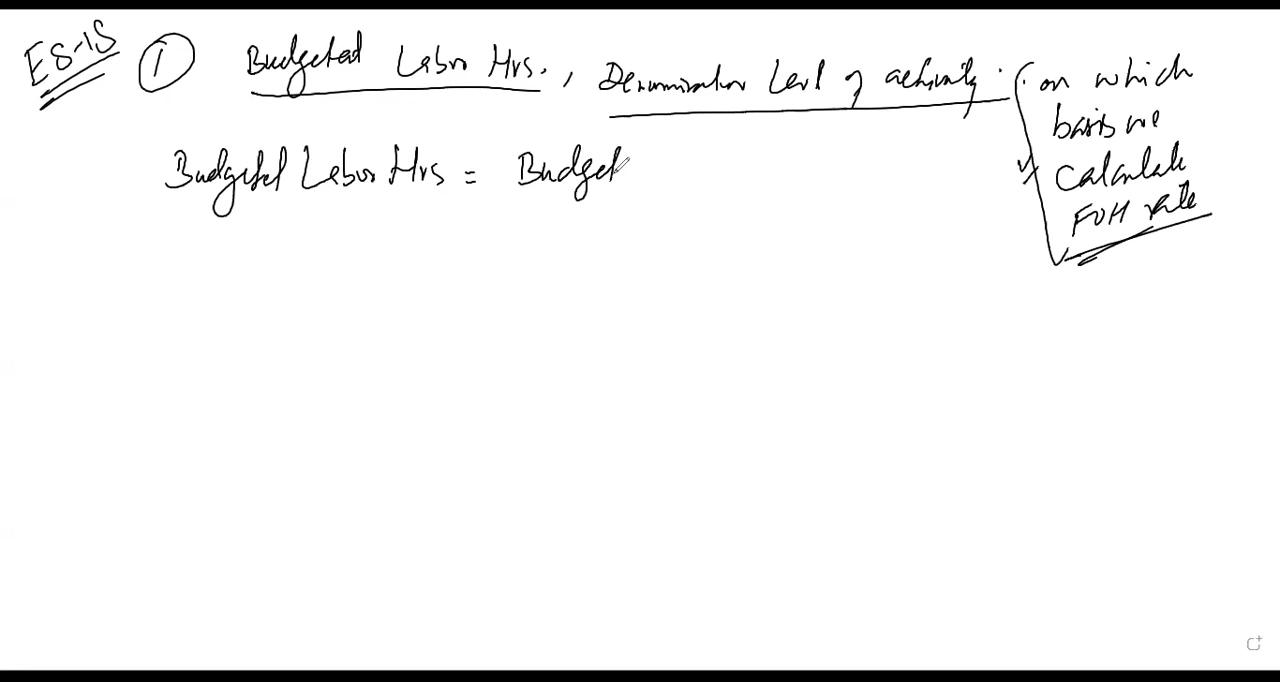 E8-18 ① Budgeted Labor Hrs., Denominator Level of activity. (on which
basis we
calculate
FOH rate
Budgeted Labor Hrs = Budget